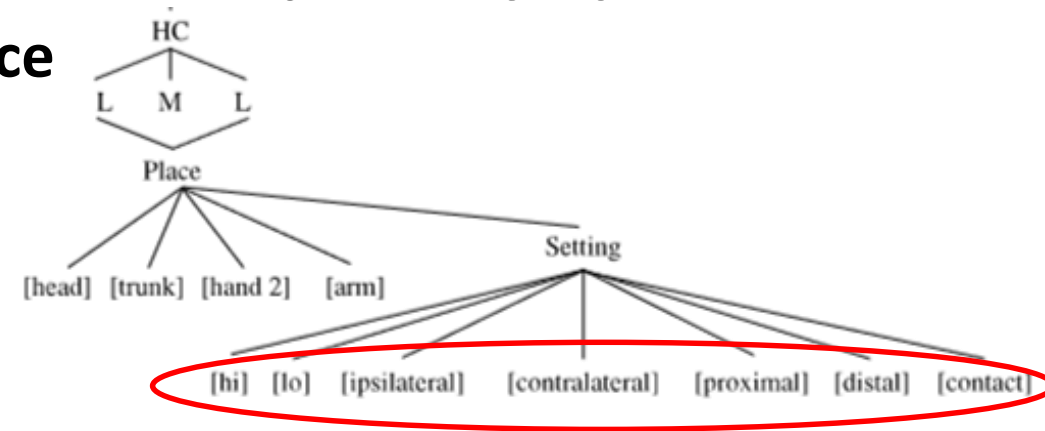 HC
ce
L M L
Place
Setting
[head] [trunk] [hand 2] [arm]
[hi] [lo] [ipsilateral] [contralateral] [proximal] [distal] [contact]